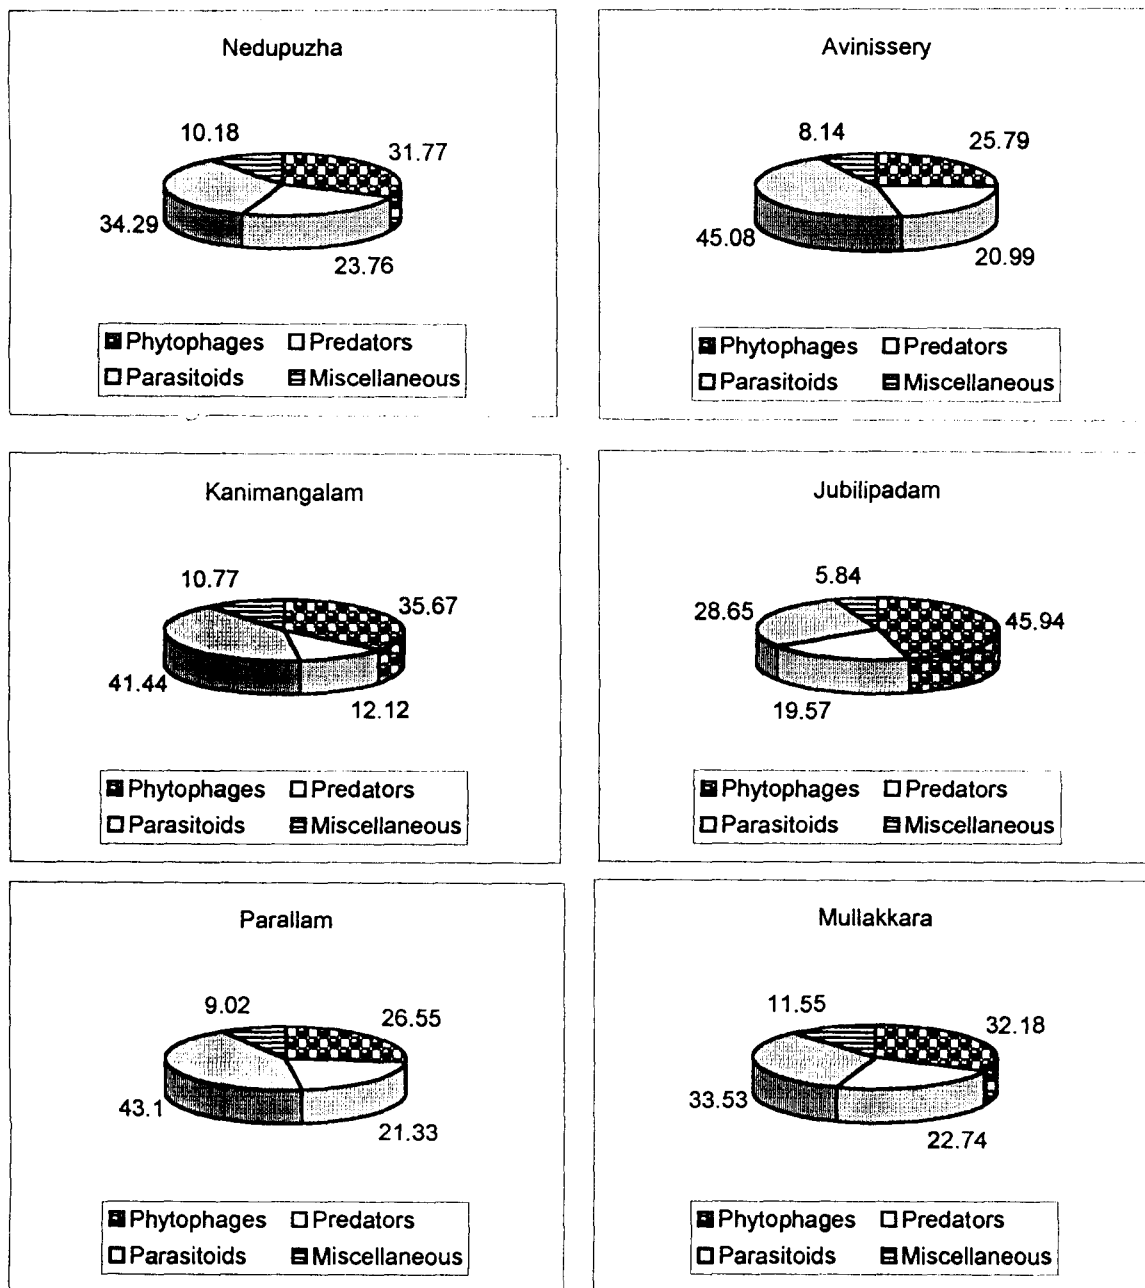 Nedupuzha
10.18
31.77
34.29
23.76
Phytophages Predators
Parasitoids Miscellaneous
Avinissery
8.14
25.79
45.08
20.99
Phytophages Predators
Parasitoids Miscellaneous
Kanimangalam
10.77
35.67
41.44
12.12
Phytophages Predators
Parasitoids Miscellaneous
Jubilipadam
5.84
28.65
45.94
19.57
Phytophages Predators
Parasitoids Miscellaneous
Parallam
9.02
26.55
43.1
21.33
Phytophages Predators
Parasitoids Miscellaneous
Mullakkara
11.55
32.18
33.53
22.74
Phytophages Predators
Parasitoids Miscellaneous